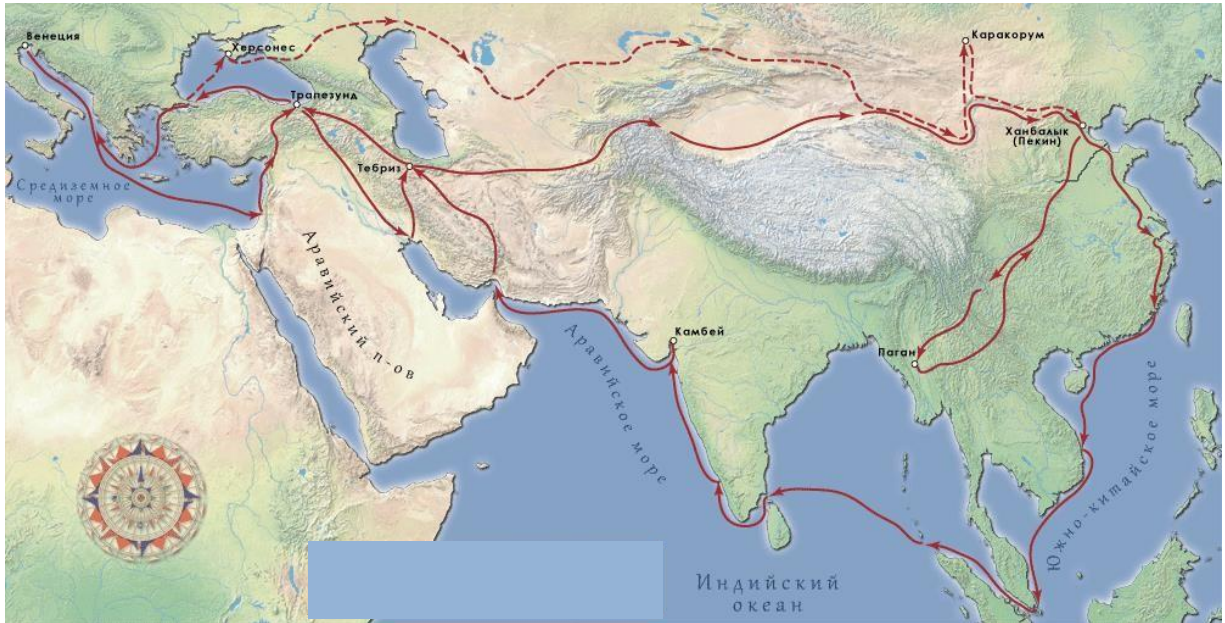 Венеция
Херсонес
Каракорум
Трапезунд
Ханбалык
(Пекин)
Тебриз
Средиземное
море
Аравийский п-ов
Камбей
Паган
Аравийское море
Южно-китайское море
Индийский
океан